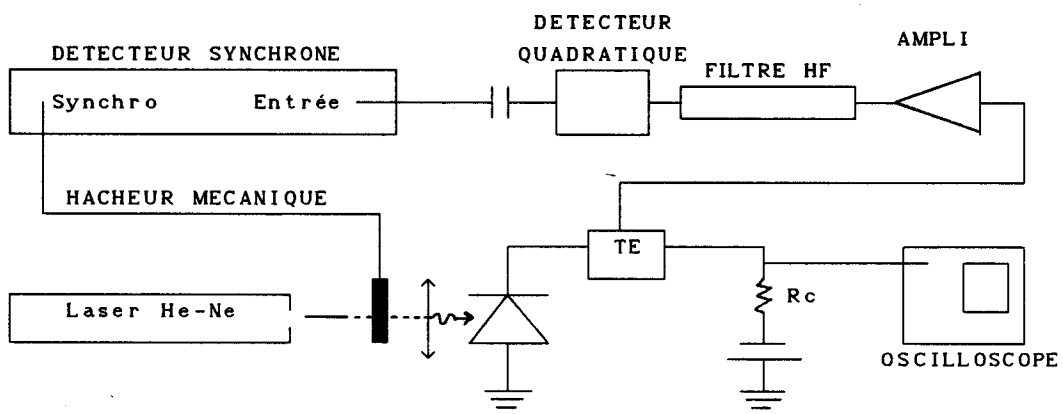 DETECTEUR SYNCHRONE
Synchro
Entrée
DETECTEUR
QUADRATIQUE
FILTRE HF
AMPLI
HACHEUR MECANIQUE
TE
Laser He-Ne
Rc
OSCILLOSCOPE